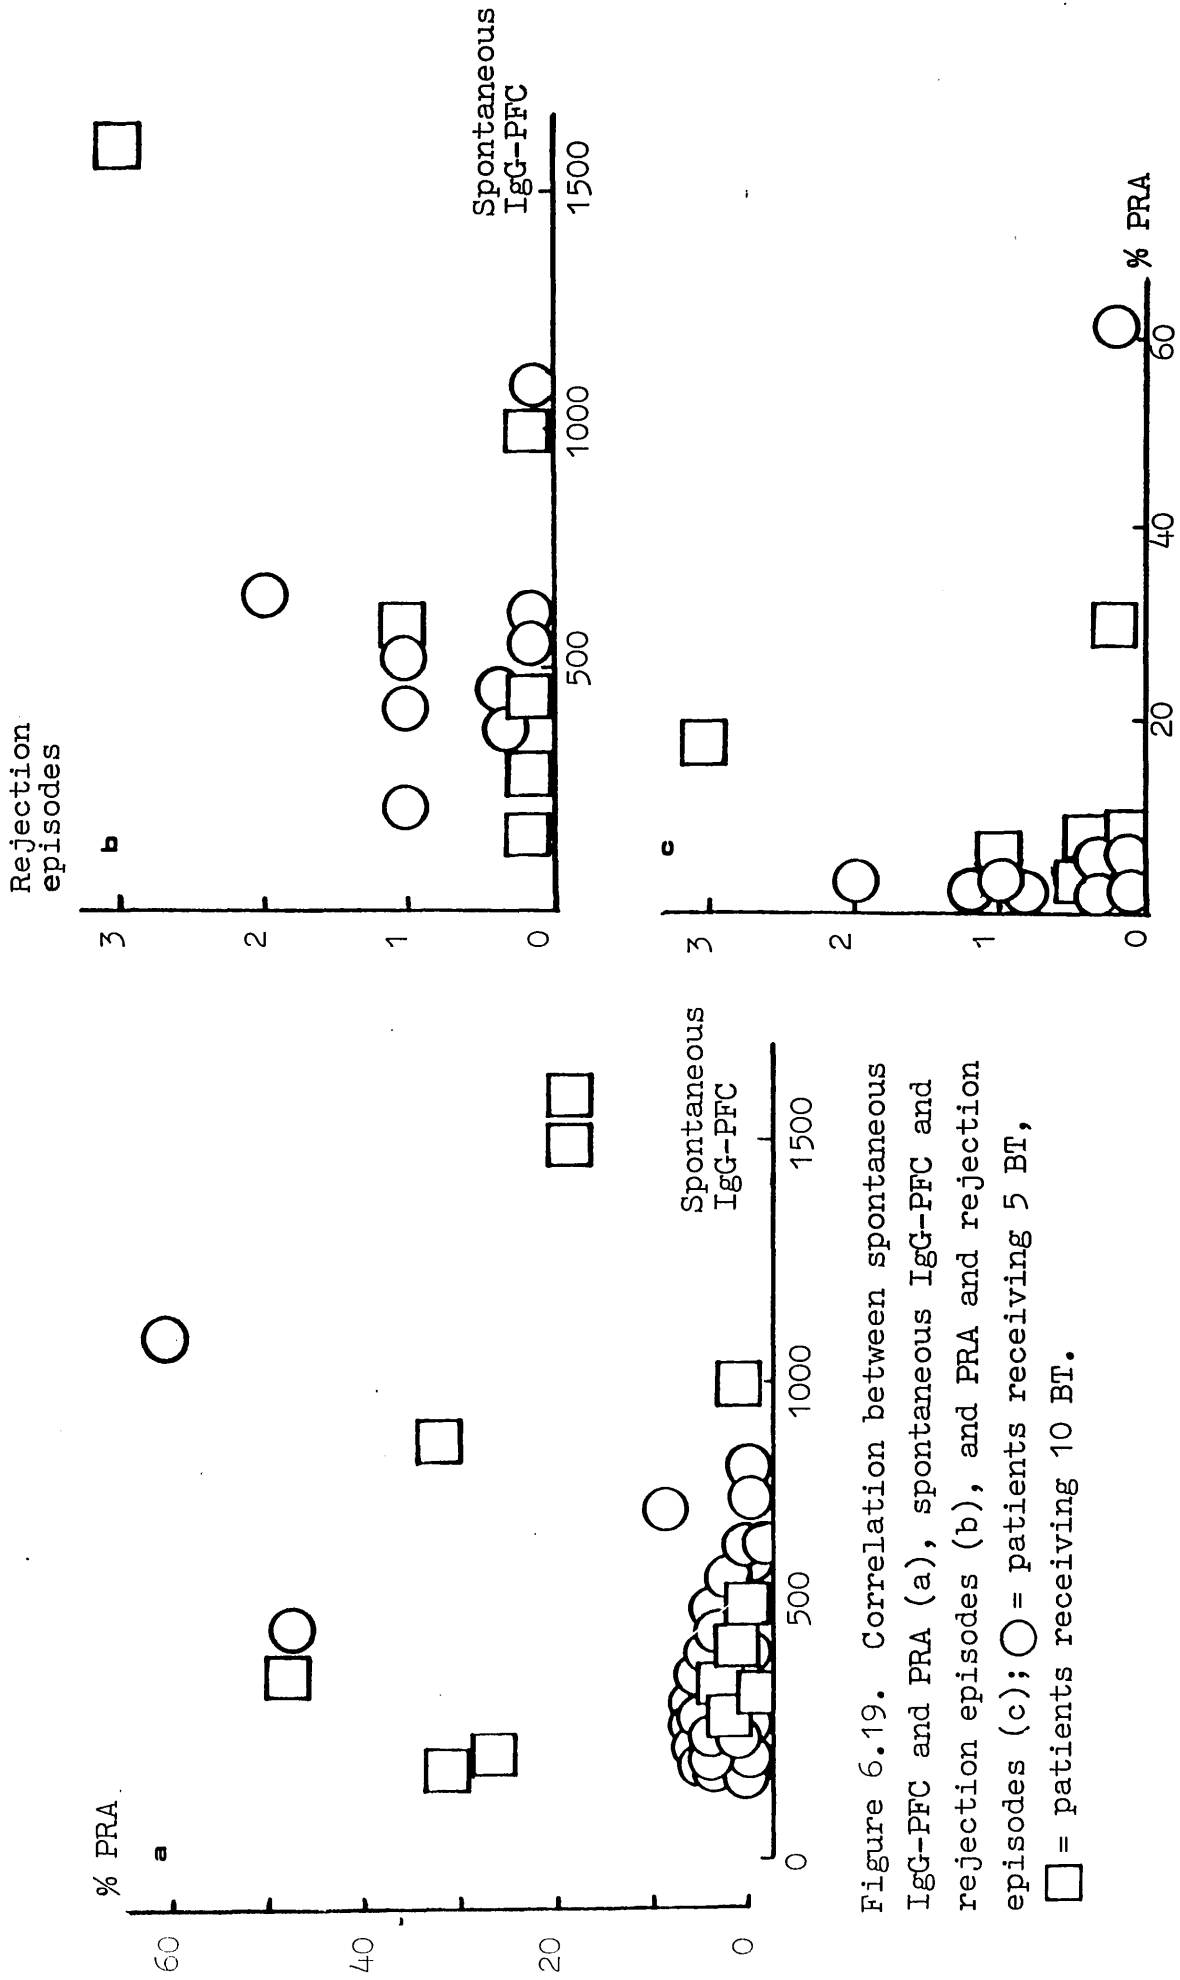 % PRA
a
60
40
20
0
0
500
1000
1500
Spontaneous
IgG-PFC
Rejection
episodes
b
3
2
1
0
500
1000
1500
Spontaneous
IgG-PFC
c
3
2
1
0
20
40
60
% PRA
Figure 6.19. Correlation between spontaneous
IgG-PFC and PRA (a), spontaneous IgG-PFC and
rejection episodes (b), and PRA and rejection
episodes (c); = patients receiving 5 BT,
= patients receiving 10 BT.